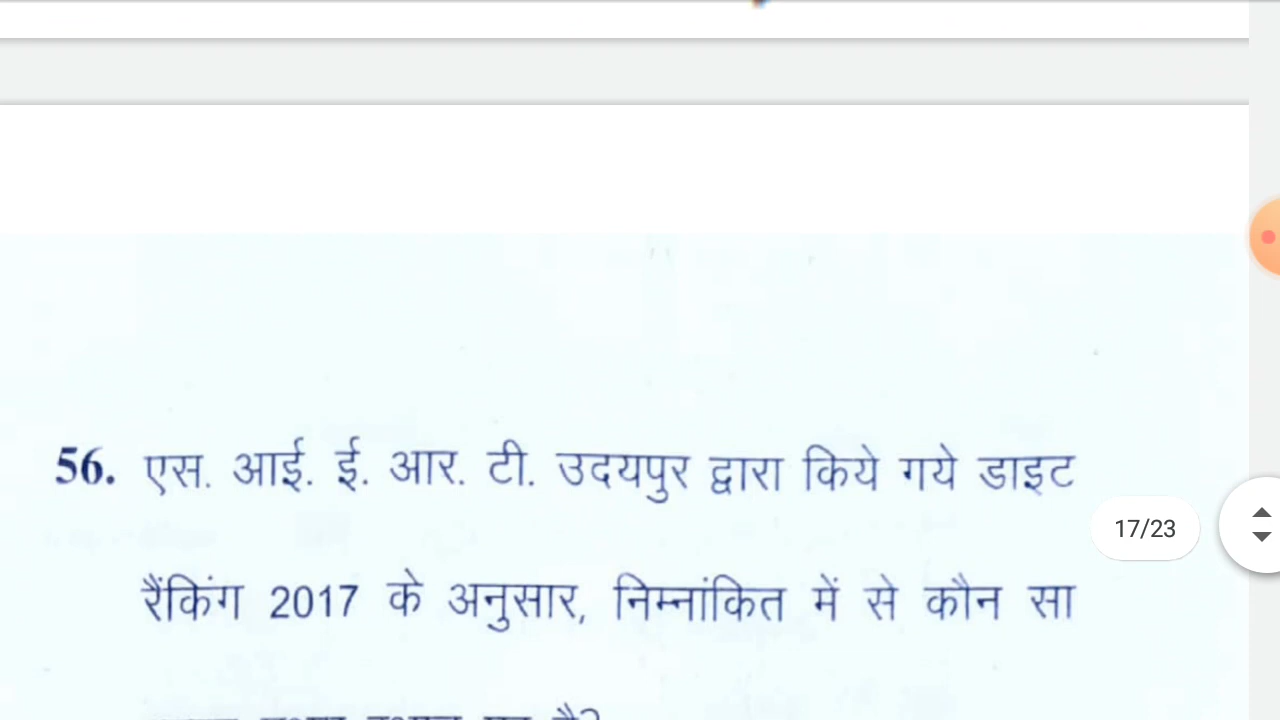 56. एस. आई. ई. आर. टी. उदयपुर द्वारा किये गये डाइट
17/23
रैंकिंग 2017 के अनुसार, निम्नांकित में से कौन सा